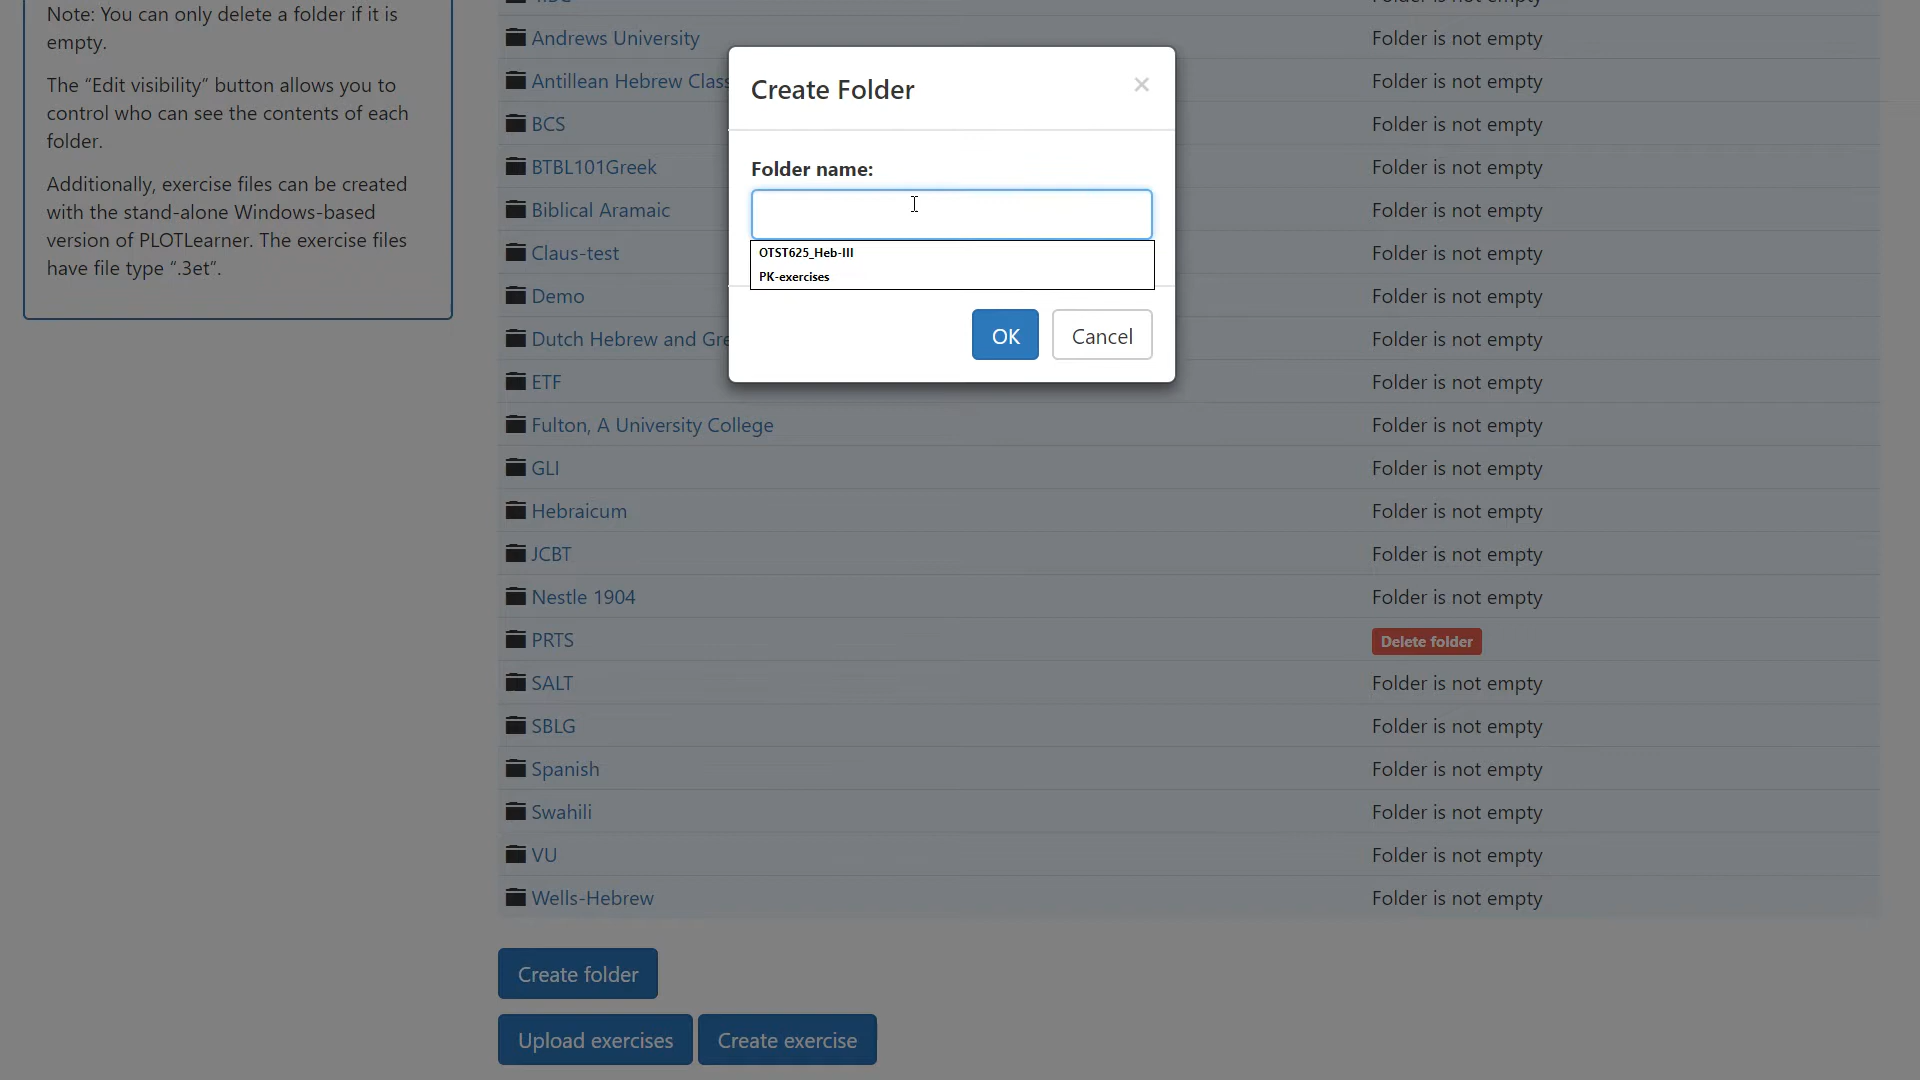 Note: You can only delete a folder if it is
empty.
The “Edit visibility” button allows you to
control who can see the contents of each
folder.
Additionally, exercise files can be created
with the stand-alone Windows-based
version of PLOTLearner. The exercise files
have file type “.3et”.
Andrews University Folder is not empty
Antillean Hebrew Class Folder is not empty
BCS Folder is not empty
BTBL101Greek Folder is not empty
Biblical Aramaic Folder is not empty
Claus-test Folder is not empty
Demo Folder is not empty
Dutch Hebrew and Folder is not empty
ETF Folder is not empty
Fulton, A University College Folder is not empty
GLI Folder is not empty
Hebraicum Folder is not empty
JCBT Folder is not empty
Nestle 1904 Folder is not empty
PRTS Delete folder
SALT Folder is not empty
SBLG Folder is not empty
Spanish Folder is not empty
Swahili Folder is not empty
VU Folder is not empty
Wells-Hebrew Folder is not empty
Create folder
Upload exercises Create exercise
Create Folder ×
Folder name:
OTST625_Heb-III
PK-exercises
OK Cancel